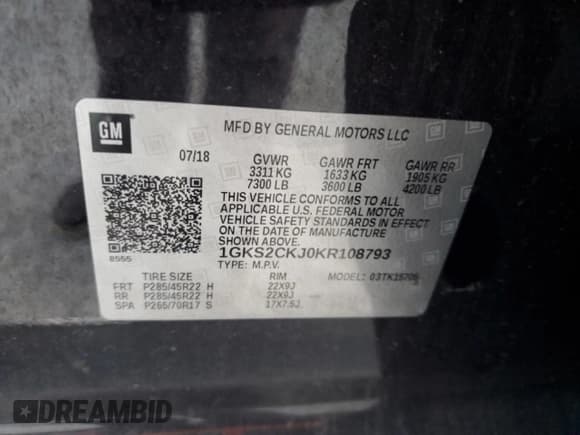 GM
MFD BY GENERAL MOTORS LLC
07/18 GVWR GAWR FRT GAWR RR
3311 KG 1633 KG 1905 KG
7300 LB 3600 LB 4200 LB
THIS VEHICLE CONFORMS TO ALL
APPLICABLE U.S. FEDERAL MOTOR
VEHICLE SAFETY STANDARDS IN EFFECT
ON THE DATE OF MANUFACTURE
SHOWN ABOVE.
8555
1GKS2CKJ0KR108793
TYPE: M.P.V. MODEL: 03TK15706
TIRE SIZE RIM
FRT P285/45R22 H 22X9J
RR P285/45R22 H 22X9J
SPA P265/70R17 S 17X7.5J
DREAMBID